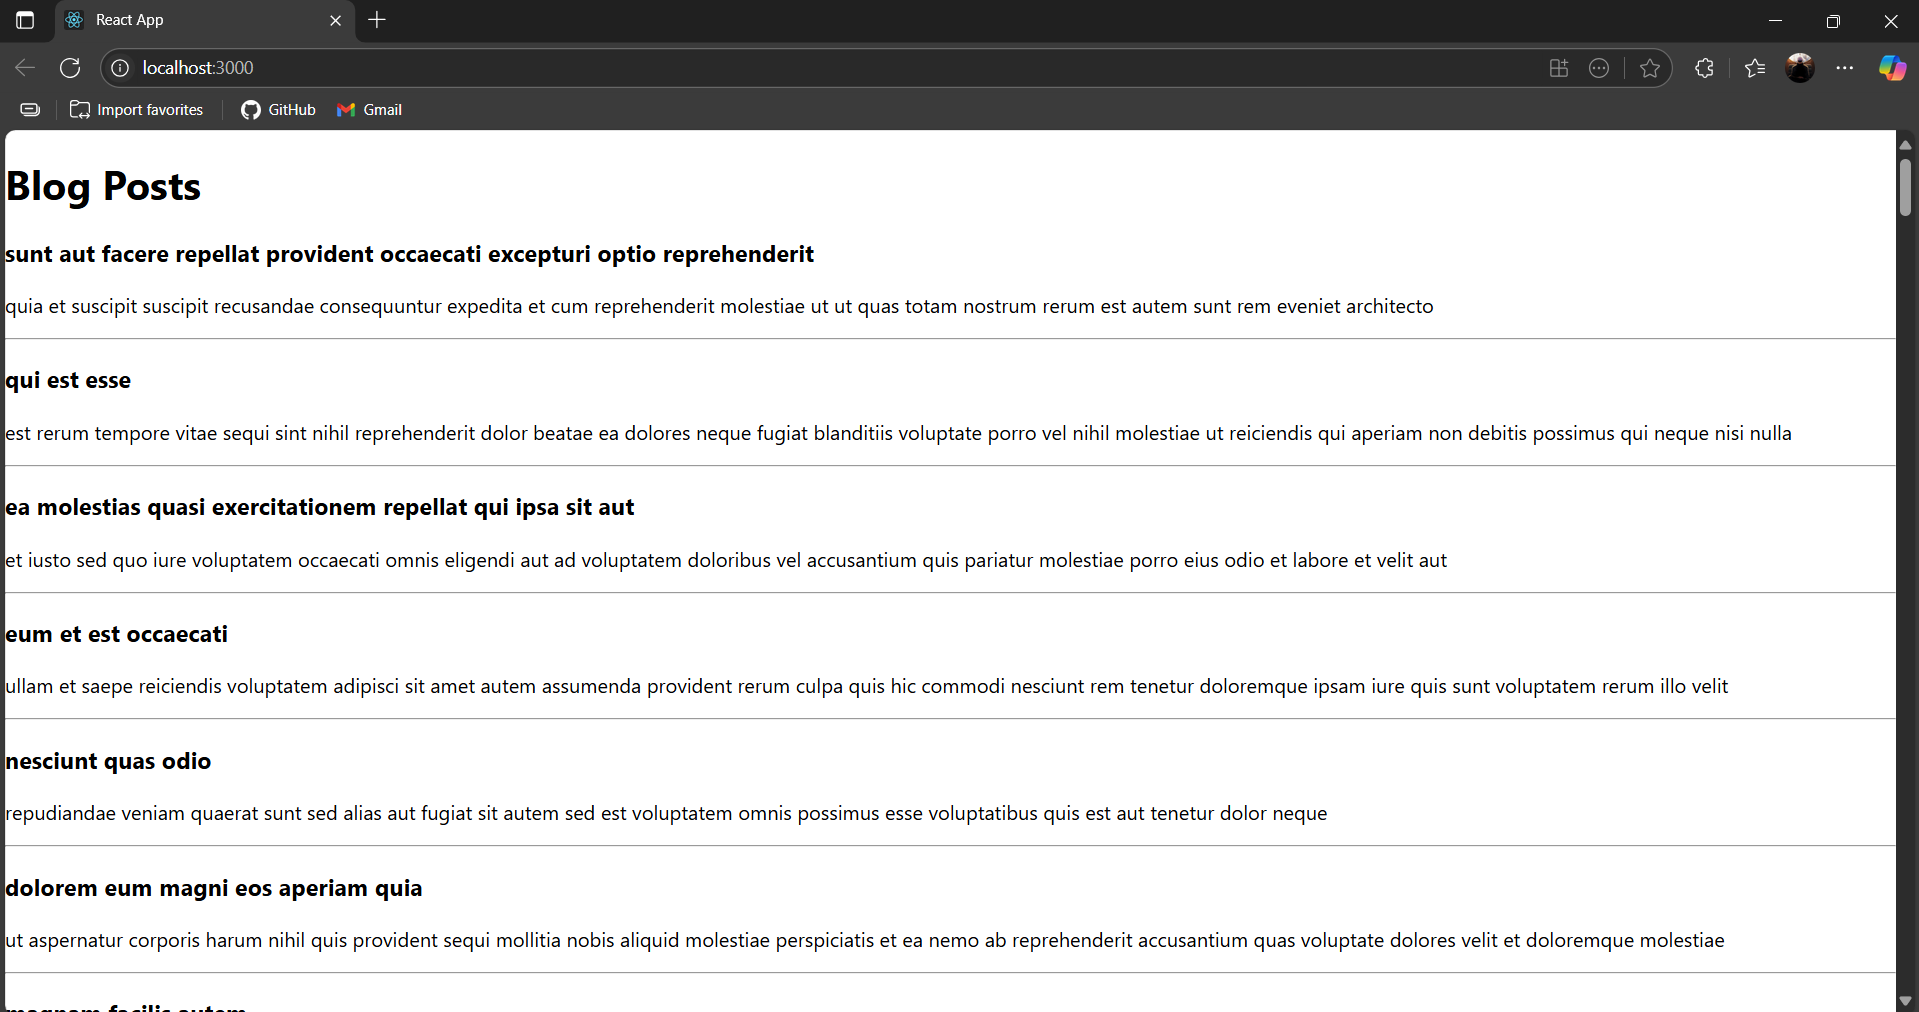 React App
localhost:3000
Import favorites
GitHub
Gmail
Blog Posts
sunt aut facere repellat provident occaecati excepturi optio reprehenderit
quia et suscipit suscipit recusandae consequuntur expedita et cum reprehenderit molestiae ut ut quas totam nostrum rerum est autem sunt rem eveniet architecto
qui est esse
est rerum tempore vitae sequi sint nihil reprehenderit dolor beatae ea dolores neque fugiat blanditiis voluptate porro vel nihil molestiae ut reiciendis qui aperiam non debitis possimus qui neque nisi nulla
ea molestias quasi exercitationem repellat qui ipsa sit aut
et iusto sed quo iure voluptatem occaecati omnis eligendi aut ad voluptatem doloribus vel accusantium quis pariatur molestiae porro eius odio et labore et velit aut
eum et est occaecati
ullam et saepe reiciendis voluptatem adipisci sit amet autem assumenda provident rerum culpa quis hic commodi nesciunt rem tenetur doloremque ipsam iure quis sunt voluptatem rerum illo velit
nesciunt quas odio
repudiandae veniam quaerat sunt sed alias aut fugiat sit autem sed est voluptatem omnis possimus esse voluptatibus quis est aut tenetur dolor neque
dolorem eum magni eos aperiam quia
ut aspernatur corporis harum nihil quis provident sequi mollitia nobis aliquid molestiae perspiciatis et ea nemo ab reprehenderit accusantium quas voluptate dolores velit et doloremque molestiae
magnam facilis autem